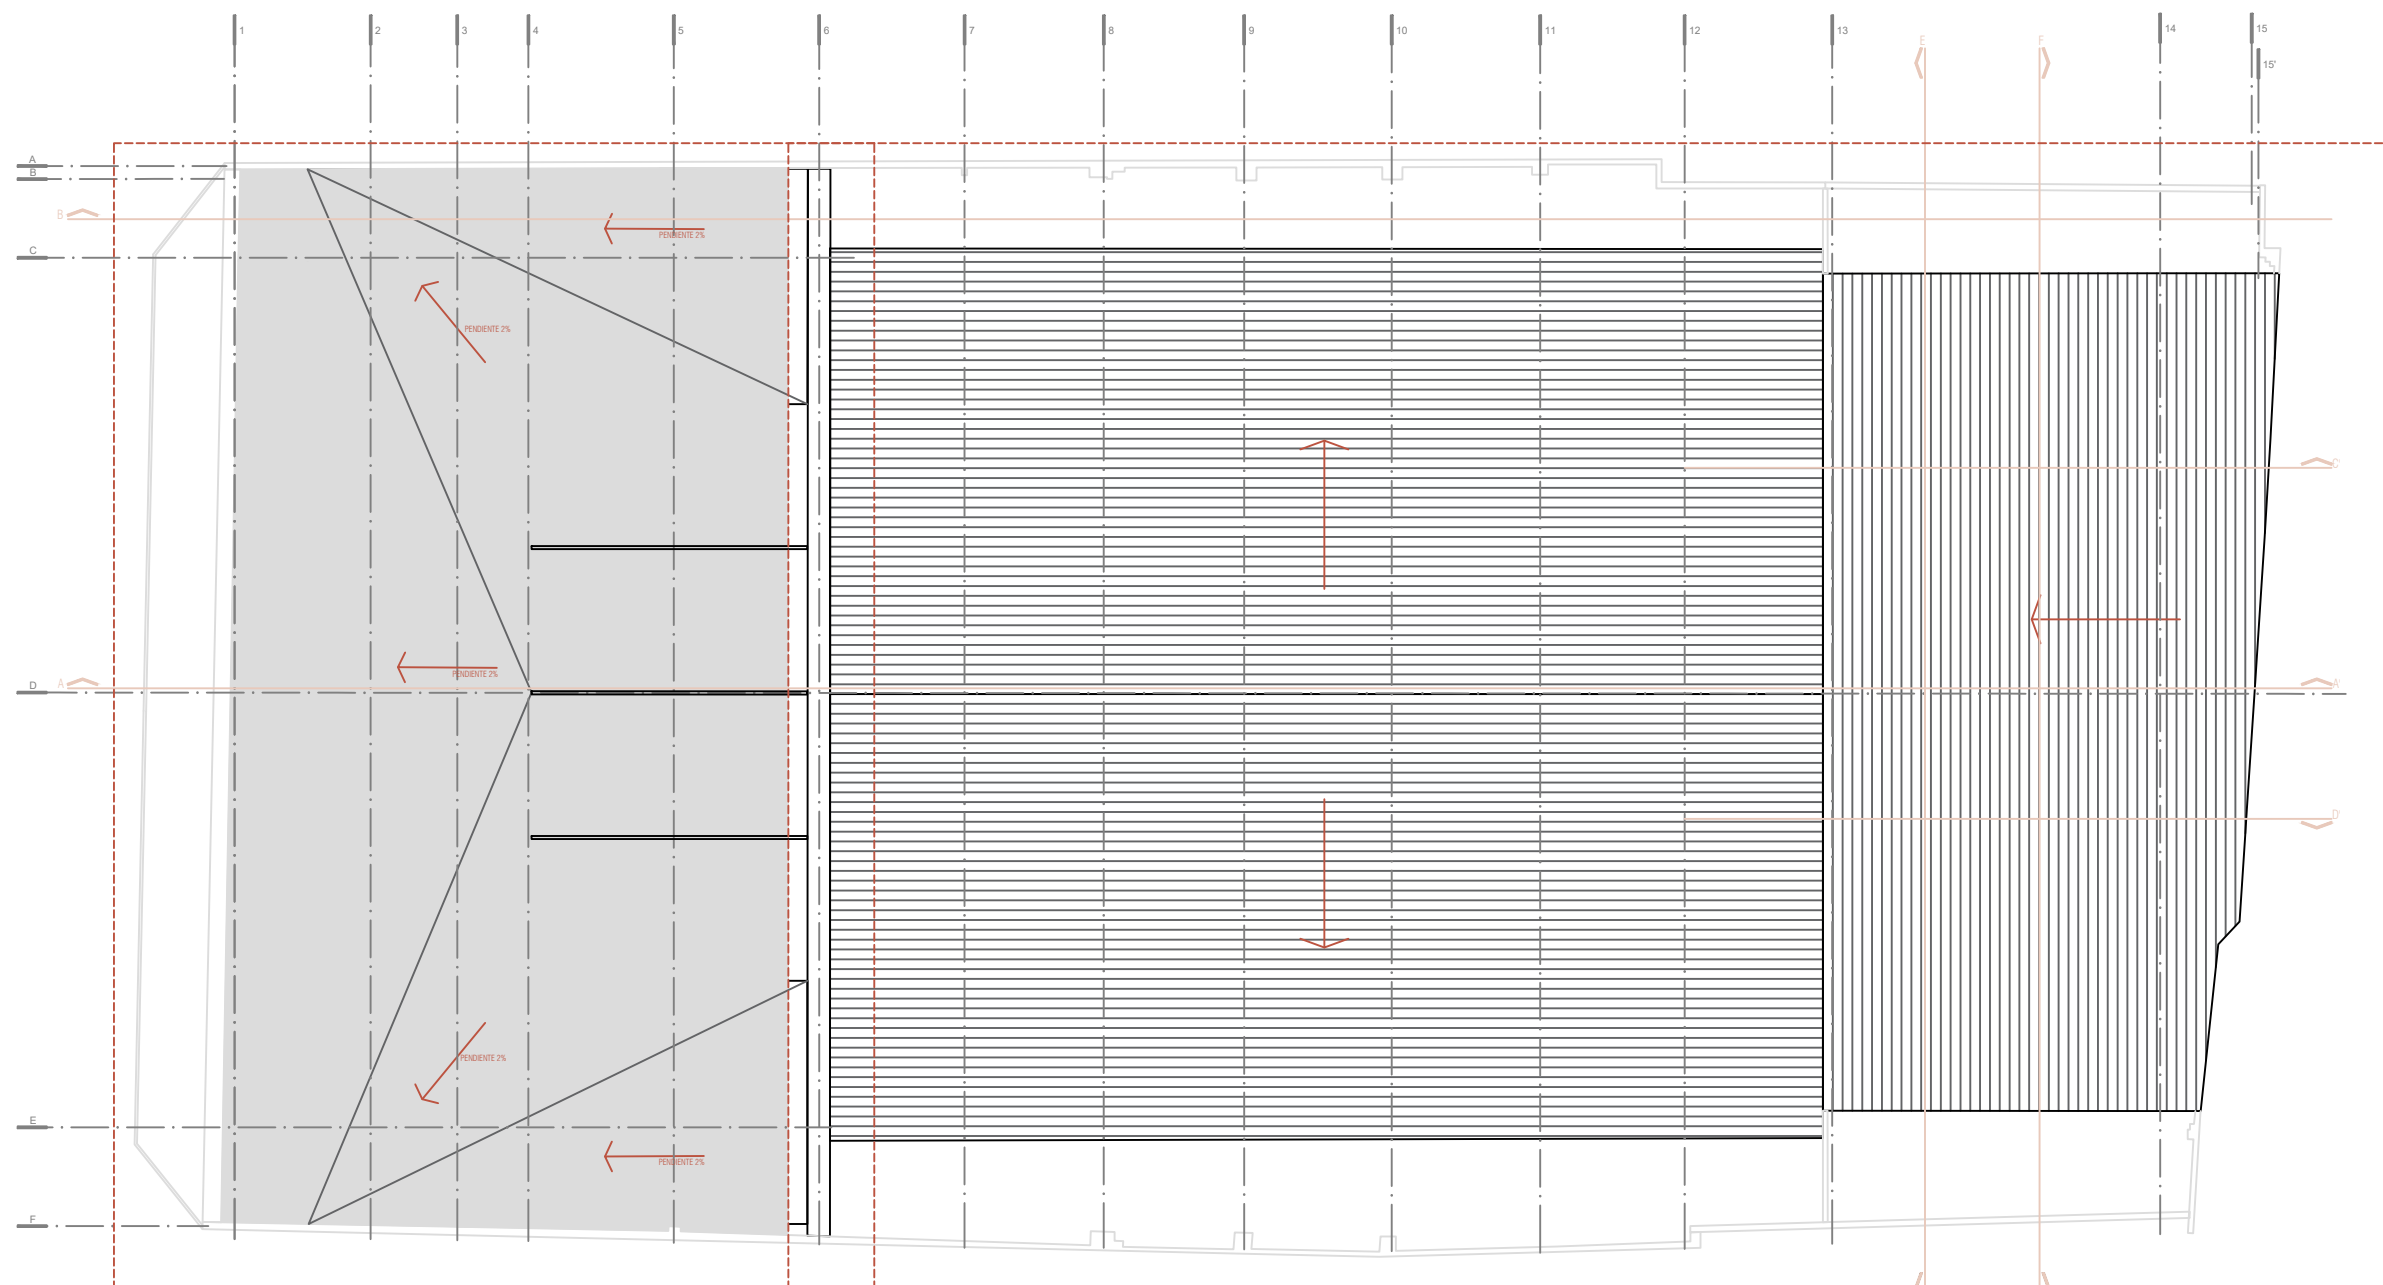 1 2 3 4 5 6 7 8 9 10 11 12 13 14 15
E F
15'
A
B
B
PENDIENTE 2%
C
PENDIENTE 2%
C'
PENDIENTE 2%
A A'
D
D'
PENDIENTE 2%
E
PENDIENTE 2%
F